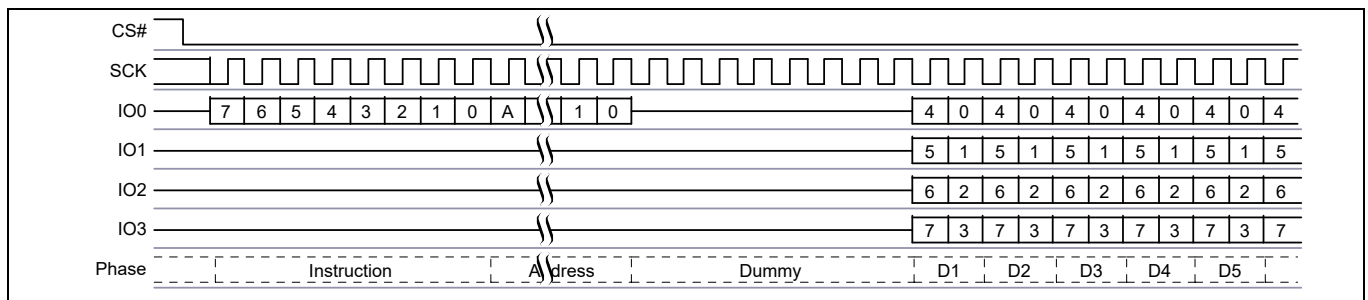 CS#
SCK
IO0 7 6 5 4 3 2 1 0 A 1 0 4 0 4 0 4 0 4 0 4 0 4
IO1 5 1 5 1 5 1 5 1 5 1 5
IO2 6 2 6 2 6 2 6 2 6 2 6
IO3 7 3 7 3 7 3 7 3 7 3 7
Phase Instruction Address Dummy D1 D2 D3 D4 D5